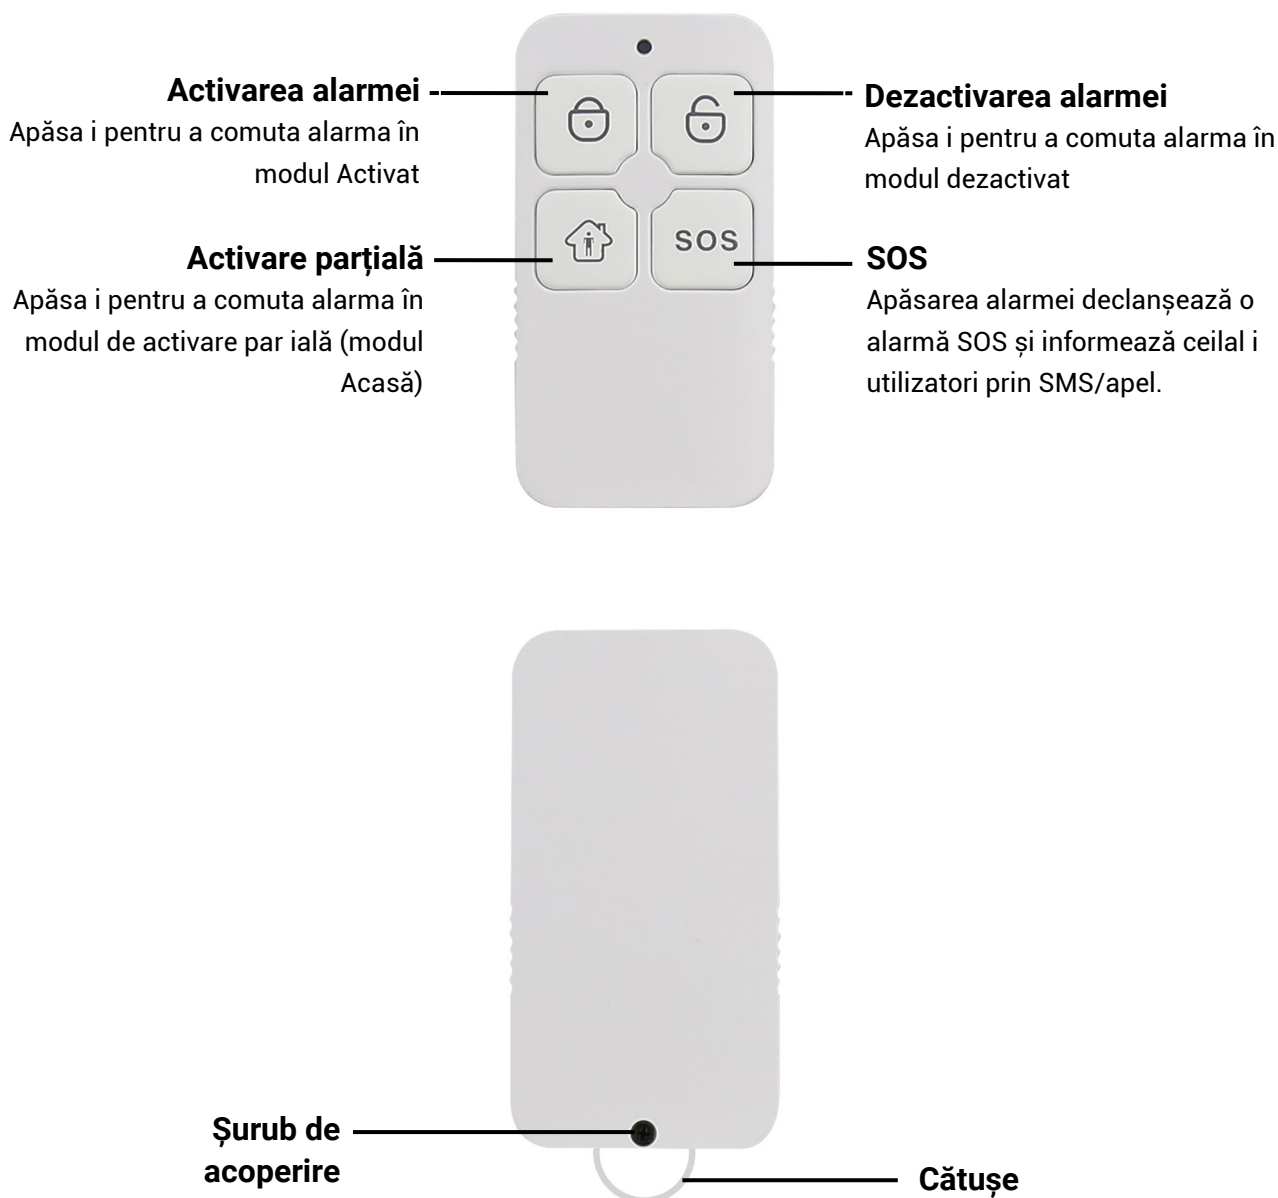 Activarea alarmei
Apăsa i pentru a comuta alarma în
modul Activat
Dezactivarea alarmei
Apăsa i pentru a comuta alarma în
modul dezactivat
Activare parțială
Apăsa i pentru a comuta alarma în
modul de activare par ială (modul
Acasă)
SOS
SOS
Apăsarea alarmei declanșează o
alarmă SOS și informează ceilal i
utilizatori prin SMS/apel.
Șurub de
acoperire
Cătușe